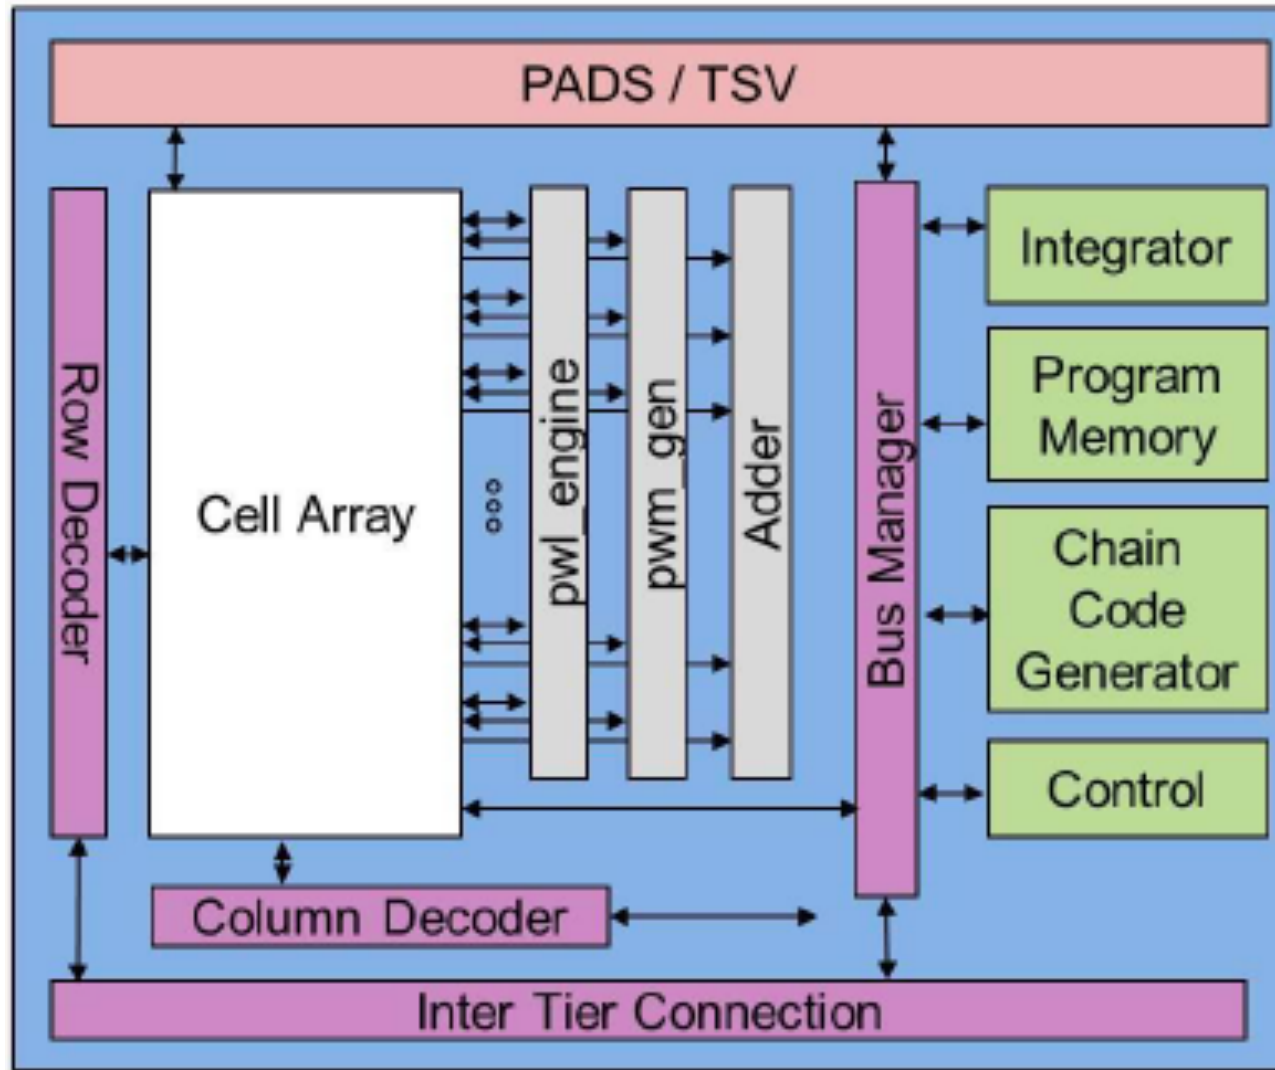 PADS / TSV
Row Decoder
Cell Array
pwl_engine
pwm_gen
Adder
Bus Manager
Integrator
Program
Memory
Chain
Code
Generator
Control
Column Decoder
Inter Tier Connection